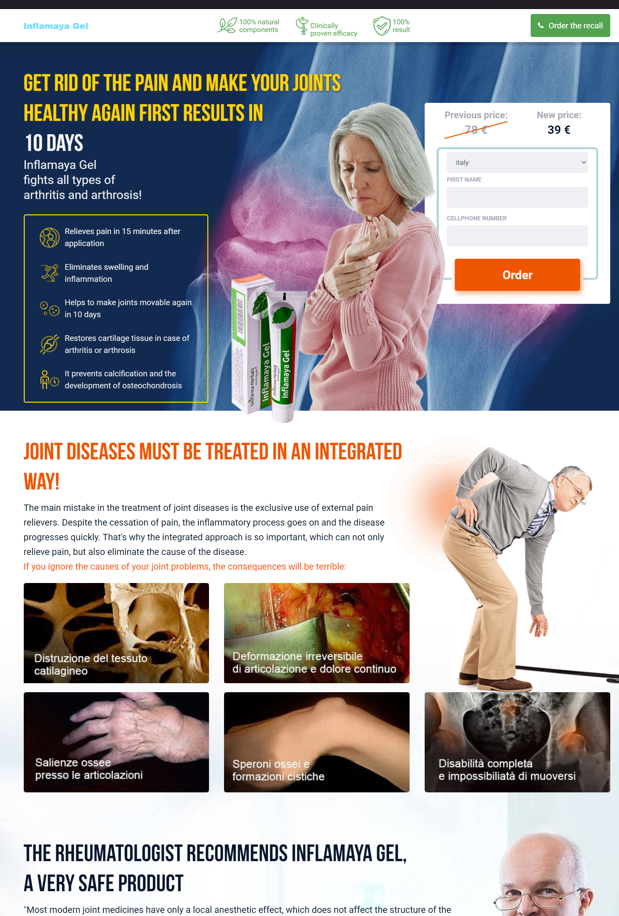 Inflamaya Gel
100% natural
components
Clinically
proven efficacy
100%
result
Order the recall
GET RID OF THE PAIN AND MAKE YOUR JOINTS
HEALTHY AGAIN FIRST RESULTS IN
10 DAYS
Inflamaya Gel
fights all types of
arthritis and arthrosis!
Relieves pain in 15 minutes after
application
Eliminates swelling and
inflammation
Helps to make joints movable again
in 10 days
Restores cartilage tissue in case of
arthritis or arthrosis
It prevents calcification and the
development of osteochondrosis
Inflamaya Gel
Inflamaya Gel
Previous price:
78 €
New price:
39 €
italy
FIRST NAME
CELLPHONE NUMBER
Order
JOINT DISEASES MUST BE TREATED IN AN INTEGRATED
WAY!
The main mistake in the treatment of joint diseases is the exclusive use of external pain
relievers. Despite the cessation of pain, the inflammatory process goes on and the disease
progresses quickly. That's why the integrated approach is so important, which can not only
relieve pain, but also eliminate the cause of the disease.
If you ignore the causes of your joint problems, the consequences will be terrible:
Distruzione del tessuto
catilagineo
Deformazione irreversibile
di articolazione e dolore continuo
Salienze ossee
presso le articolazioni
Speroni ossei e
formazioni cistiche
Disabilità completa
e impossibiliatà di muoversi
THE RHEUMATOLOGIST RECOMMENDS INFLAMAYA GEL,
A VERY SAFE PRODUCT
"Most modern joint medicines have only a local anesthetic effect, which does not affect the structure of the